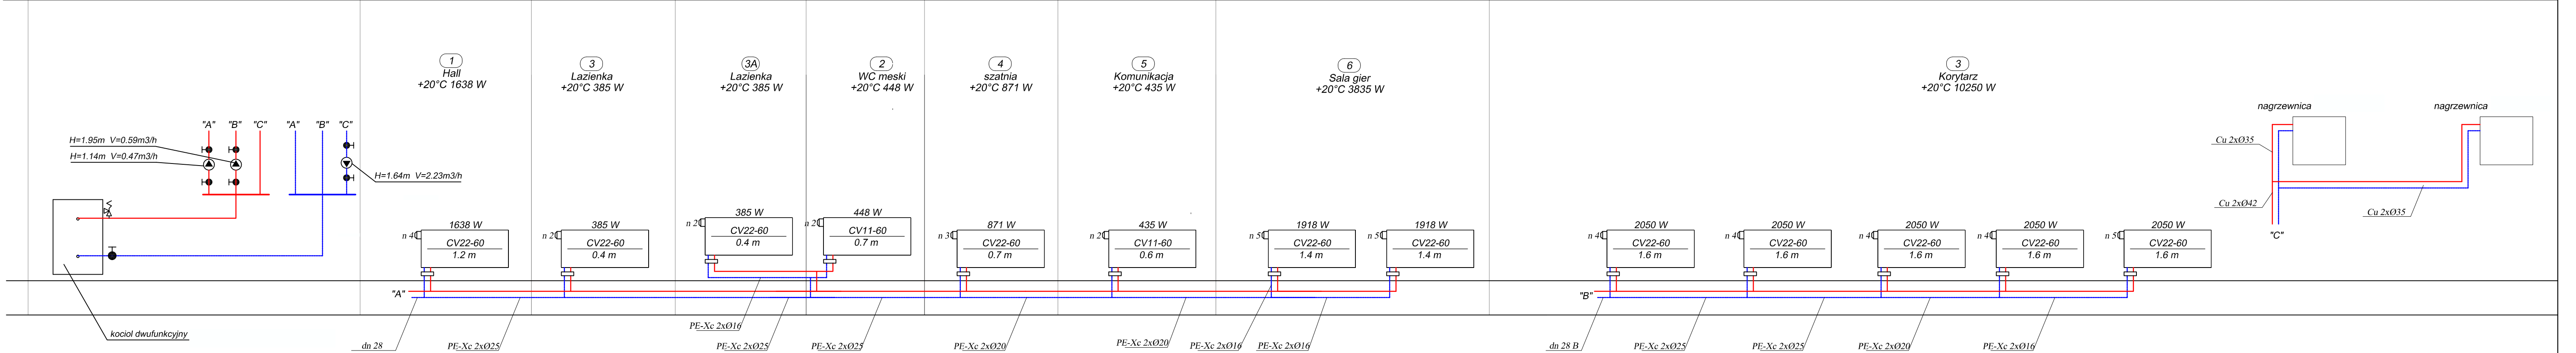 1
Hall
+20°C 1638 W
3
Lazienka
+20°C 385 W
3A
Lazienka
+20°C 385 W
2
WC meski
+20°C 448 W
4
szatnia
+20°C 871 W
5
Komunikacja
+20°C 435 W
6
Sala gier
+20°C 3835 W
3
Korytarz
+20°C 10250 W
"A" "B" "C" "A" "B" "C"
H=1.95m V=0.59m3/h
H=1.14m V=0.47m3/h
H=1.64m V=2.23m3/h
kociol dwufunkcyjny
1638 W
n 4
CV22-60
1.2 m
385 W
n 2
CV22-60
0.4 m
385 W
n 2
CV22-60
0.4 m
448 W
n 2
CV11-60
0.7 m
871 W
n 3
CV22-60
0.7 m
435 W
n 2
CV11-60
0.6 m
1918 W
n 5
CV22-60
1.4 m
1918 W
n 5
CV22-60
1.4 m
2050 W
n 4
CV22-60
1.6 m
2050 W
n 4
CV22-60
1.6 m
2050 W
n 4
CV22-60
1.6 m
2050 W
n 4
CV22-60
1.6 m
2050 W
n 5
CV22-60
1.6 m
nagrzewnica
nagrzewnica
Cu 2xØ35
Cu 2xØ42
Cu 2xØ35
"C"
"A"
"B"
dn 28
PE-Xc 2xØ25
PE-Xc 2xØ16
PE-Xc 2xØ25
PE-Xc 2xØ25
PE-Xc 2xØ20
PE-Xc 2xØ20
PE-Xc 2xØ16
PE-Xc 2xØ16
dn 28 B
PE-Xc 2xØ25
PE-Xc 2xØ25
PE-Xc 2xØ20
PE-Xc 2xØ16